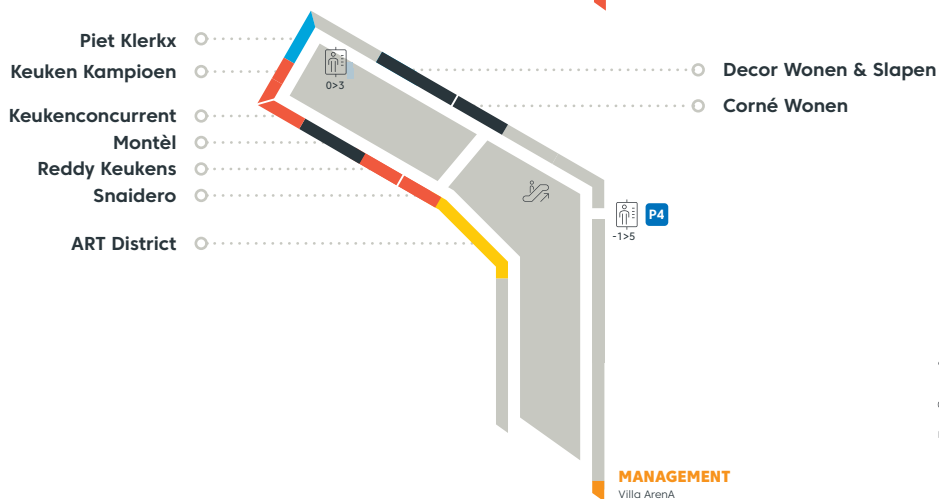 Piet Klerkx
Keuken Kampioen
Keukenconcurrent
Montèl
Reddy Keukens
Snaidero
ART District
0>3
Decor Wonen & Slapen
Corné Wonen
P4
-1>5
MANAGEMENT
Villa ArenA